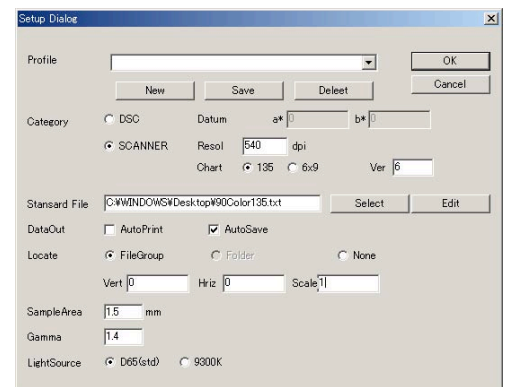 Setup Dialog
Profile OK
New Save Deleet Cancel
Category DSC Datum a* 0 b* 0
SCANNER Resol 540 dpi
Chart 135 6x9 Ver 6
Stansard File C:¥WINDOWS¥Desktop¥90Color135.txt Select Edit
DataOut AutoPrint AutoSave
Locate FileGroup Folder None
Vert 0 Hriz 0 Scale 1
SampleArea 1.5 mm
Gamma 1.4
LightSource D65(std) 9300K